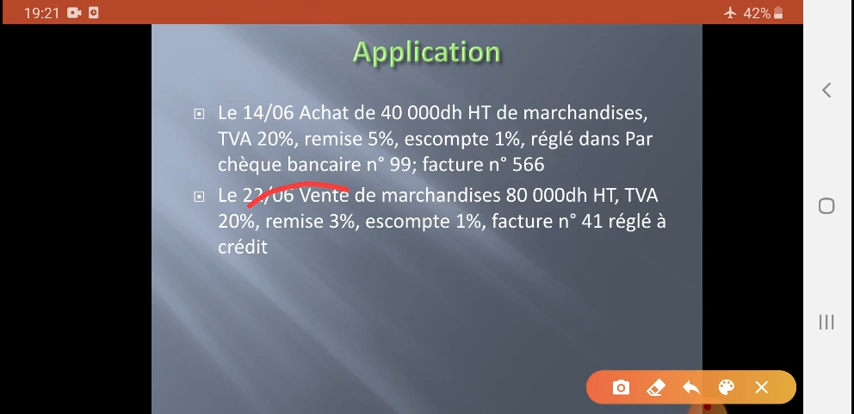 19:21
42%
Application
Le 14/06 Achat de 40 000dh HT de marchandises,
TVA 20%, remise 5%, escompte 1%, réglé dans Par
chèque bancaire n° 99; facture n° 566
Le 22/06 Vente de marchandises 80 000dh HT, TVA
20%, remise 3%, escompte 1%, facture n° 41 réglé à
crédit